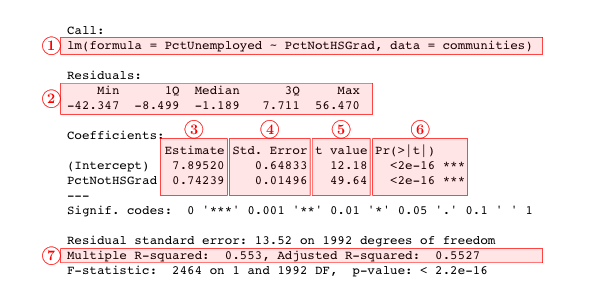 Call:
① lm(formula = PctUnemployed ~ PctNotHSGrad, data = communities)
Residuals:
Min 1Q Median 3Q Max
② -42.347 -8.499 -1.189 7.711 56.470
③ ④ ⑤ ⑥
Coefficients:
Estimate Std. Error t value Pr(>|t|)
(Intercept) 7.89520 0.64833 12.18 <2e-16 ***
PctNotHSGrad 0.74239 0.01496 49.64 <2e-16 ***
---
Signif. codes: 0 '***' 0.001 '**' 0.01 '*' 0.05 '.' 0.1 ' ' 1
Residual standard error: 13.52 on 1992 degrees of freedom
⑦ Multiple R-squared: 0.553, Adjusted R-squared: 0.5527
F-statistic: 2464 on 1 and 1992 DF, p-value: < 2.2e-16